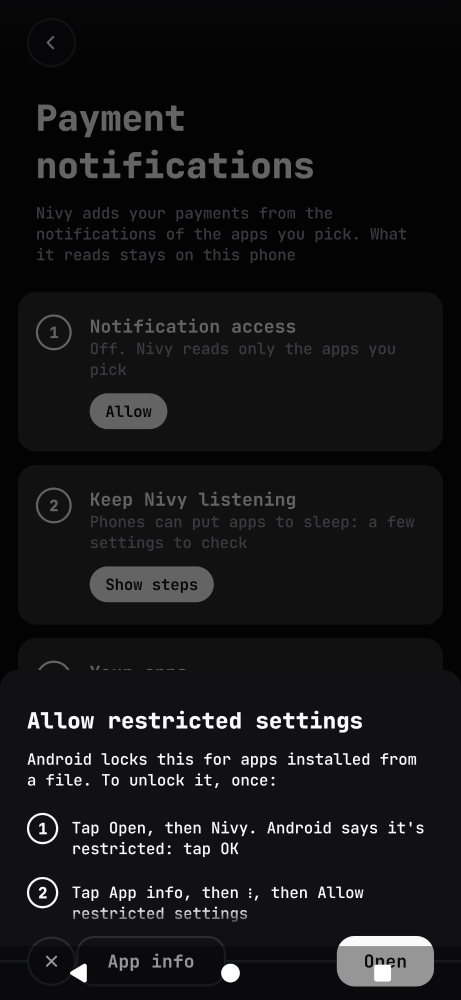 Payment
notifications
Nivy adds your payments from the
notifications of the apps you pick. What
it reads stays on this phone
1
Notification access
Off. Nivy reads only the apps you
pick
Allow
2
Keep Nivy listening
Phones can put apps to sleep: a few
settings to check
Show steps
Your apps
Allow restricted settings
Android locks this for apps installed from
a file. To unlock it, once:
1
Tap Open, then Nivy. Android says it's
restricted: tap OK
2
Tap App info, then ⋮, then Allow
restricted settings
App info
Open